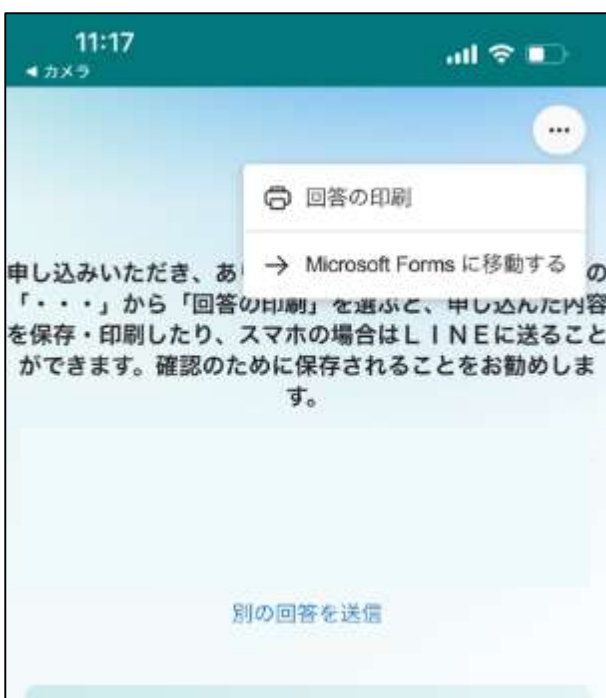 11:17
◀ カメラ
...
回答の印刷
→ Microsoft Forms に移動する
申し込みいただき、あ
の
「・・・」から「回答の印刷」を選ぶと、申し込んだ内容
を保存・印刷したり、スマホの場合はLINEに送ること
ができます。確認のために保存されることをお勧めしま
す。
別の回答を送信